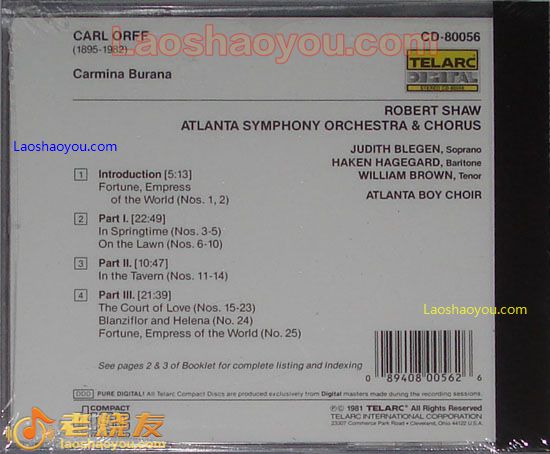 CARL ORFF
(1895-1982)
Carmina Burana
Laoshaoyou.com
CD-80056
TELARC
DIGITAL
STEREO CD-80056
ROBERT SHAW
ATLANTA SYMPHONY ORCHESTRA & CHORUS
Laoshaoyou.com
JUDITH BLEGEN, Soprano
HAKEN HAGEGARD, Baritone
WILLIAM BROWN, Tenor
ATLANTA BOY CHOIR
1 Introduction [5:13]
Fortune, Empress
of the World (Nos. 1, 2)
2 Part I. [22:49]
In Springtime (Nos. 3-5)
On the Lawn (Nos. 6-10)
3 Part II. [10:47]
In the Tavern (Nos. 11-14)
4 Part III. [21:39]
The Court of Love (Nos. 15-23)
Blanziflor and Helena (No. 24)
Fortune, Empress of the World (No. 25)
Laoshaoyou.com
See pages 2 & 3 of Booklet for complete listing and Indexing
0 89408 00562 6
DDD PURE DIGITAL! All Telarc Compact Discs are produced exclusively from Digital masters made during the recording sessions.
COMPACT
℗© 1981 TELARC® All Rights Reserved
TELARC INTERNATIONAL CORPORATION
23307 Commerce Park Road • Cleveland, Ohio 44122 U.S.A.
老烧友
laoshaoyou.com